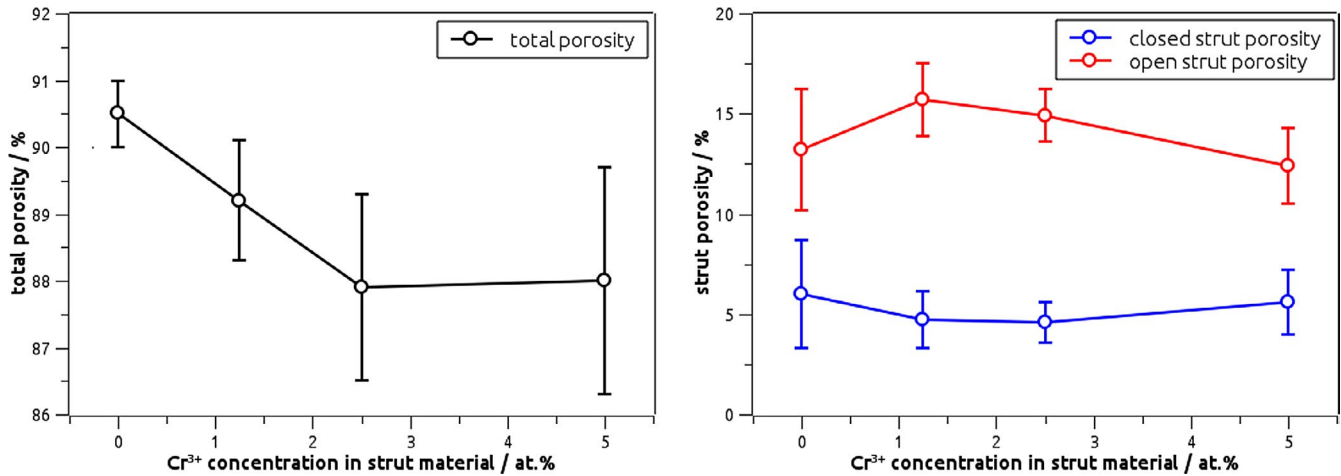 92
91
90
89
88
87
86
total porosity / %
total porosity
0 1 2 3 4 5
Cr³⁺ concentration in strut material / at.%
20
15
10
5
0
strut porosity / %
closed strut porosity
open strut porosity
0 1 2 3 4 5
Cr³⁺ concentration in strut material / at.%